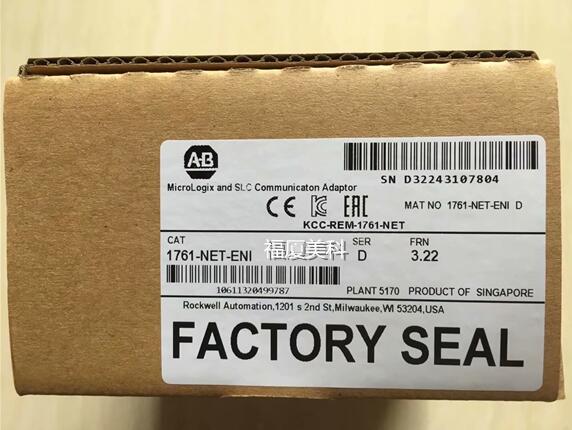 A-B
SN D32243107804
MicroLogix and SLC Communicaton Adaptor
CE EAC
MAT NO 1761-NET-ENI D
KCC-REM-1761-NET
CAT SER FRN
1761-NET-ENI D 3.22
福厦美科
10611320499787 PLANT 5170 PRODUCT OF SINGAPORE
Rockwell Automation,1201 s 2nd St,Milwaukee,WI 53204,USA
FACTORY SEAL